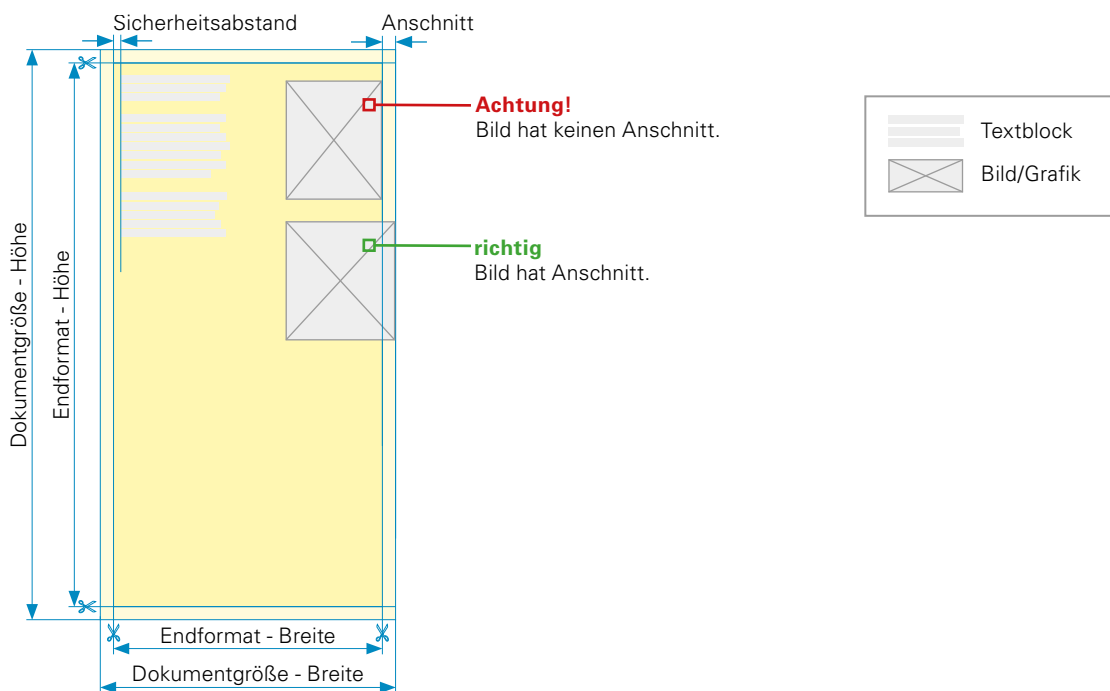 Sicherheitsabstand
Anschnitt
Achtung!
Bild hat keinen Anschnitt.
Textblock
Bild/Grafik
richtig
Bild hat Anschnitt.
Dokumentgröße - Höhe
Endformat - Höhe
Endformat - Breite
Dokumentgröße - Breite